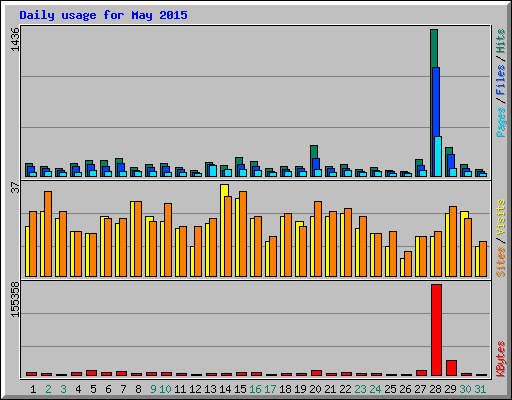 Daily usage for May 2015
1436
Pages / Files / Hits
37
Sites / Visits
155358
KBytes
1 2 3 4 5 6 7 8 9 10 11 12 13 14 15 16 17 18 19 20 21 22 23 24 25 26 27 28 29 30 31